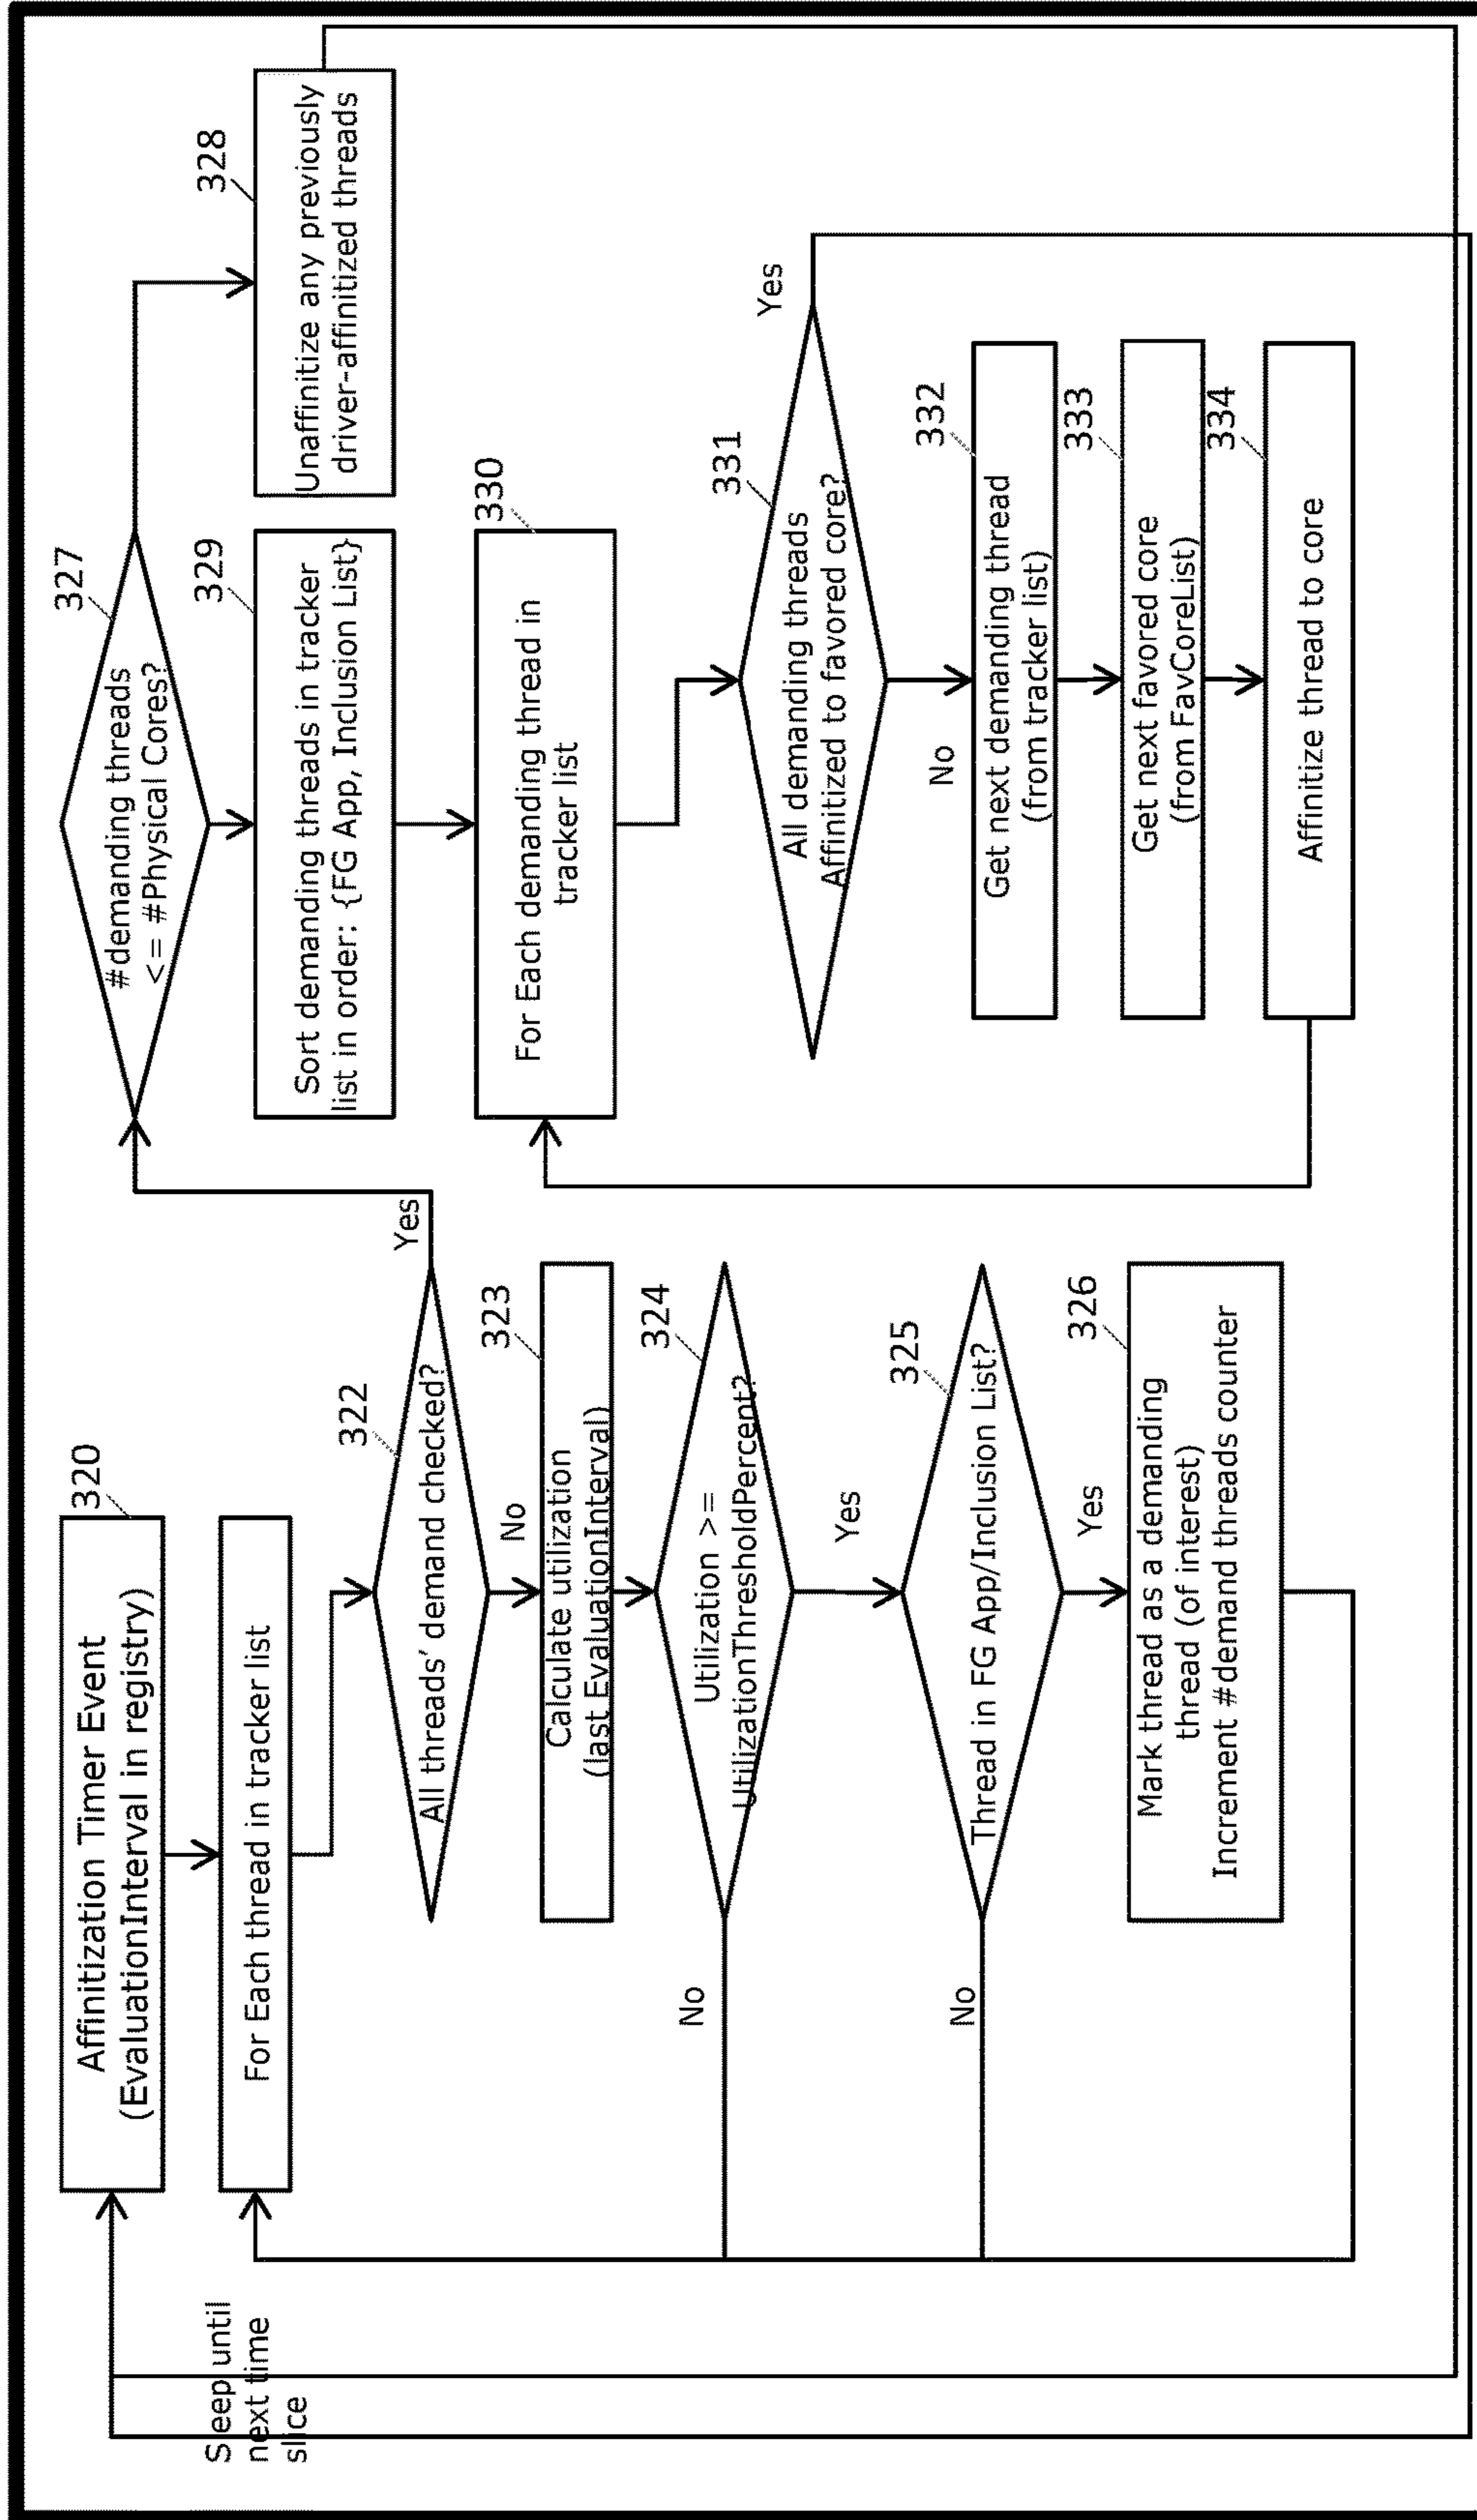 320
Affinitization Timer Event
(EvaluationInterval in registry)
For Each thread in tracker list
322
All threads' demand checked?
Yes
No
323
Calculate utilization
(last EvaluationInterval)
324
Utilization >=
UtilizationThresholdPercent?
No
Yes
325
Thread in FG App/Inclusion List?
No
Yes
326
Mark thread as a demanding
thread (of interest)
Increment #demand threads counter
Sleep until
next time
slice
327
#demanding threads
<= #Physical Cores?
328
Unaffinitize any previously
driver-affinitized threads
329
Sort demanding threads in tracker
list in order: {FG App, Inclusion List}
330
For Each demanding thread in
tracker list
331
All demanding threads
Affinitized to favored core?
Yes
No
332
Get next demanding thread
(from tracker list)
333
Get next favored core
(from FavCoreList)
334
Affinitize thread to core